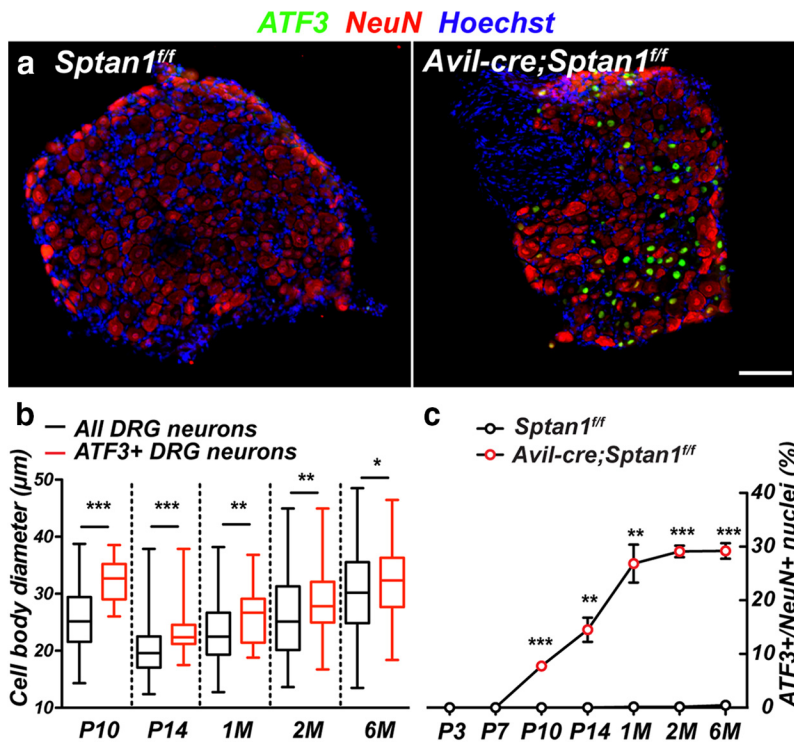 ATF3 NeuN Hoechst
a Sptan1f/f
Avil-cre;Sptan1f/f
b
All DRG neurons
ATF3+ DRG neurons
Cell body diameter (μm)
50
40
30
20
10
*** *** ** ** *
P10 P14 1M 2M 6M
c
Sptan1f/f
Avil-cre;Sptan1f/f
*** ** ** *** ***
40
30
20
10
0
ATF3+/NeuN+ nuclei (%)
P3 P7 P10 P14 1M 2M 6M